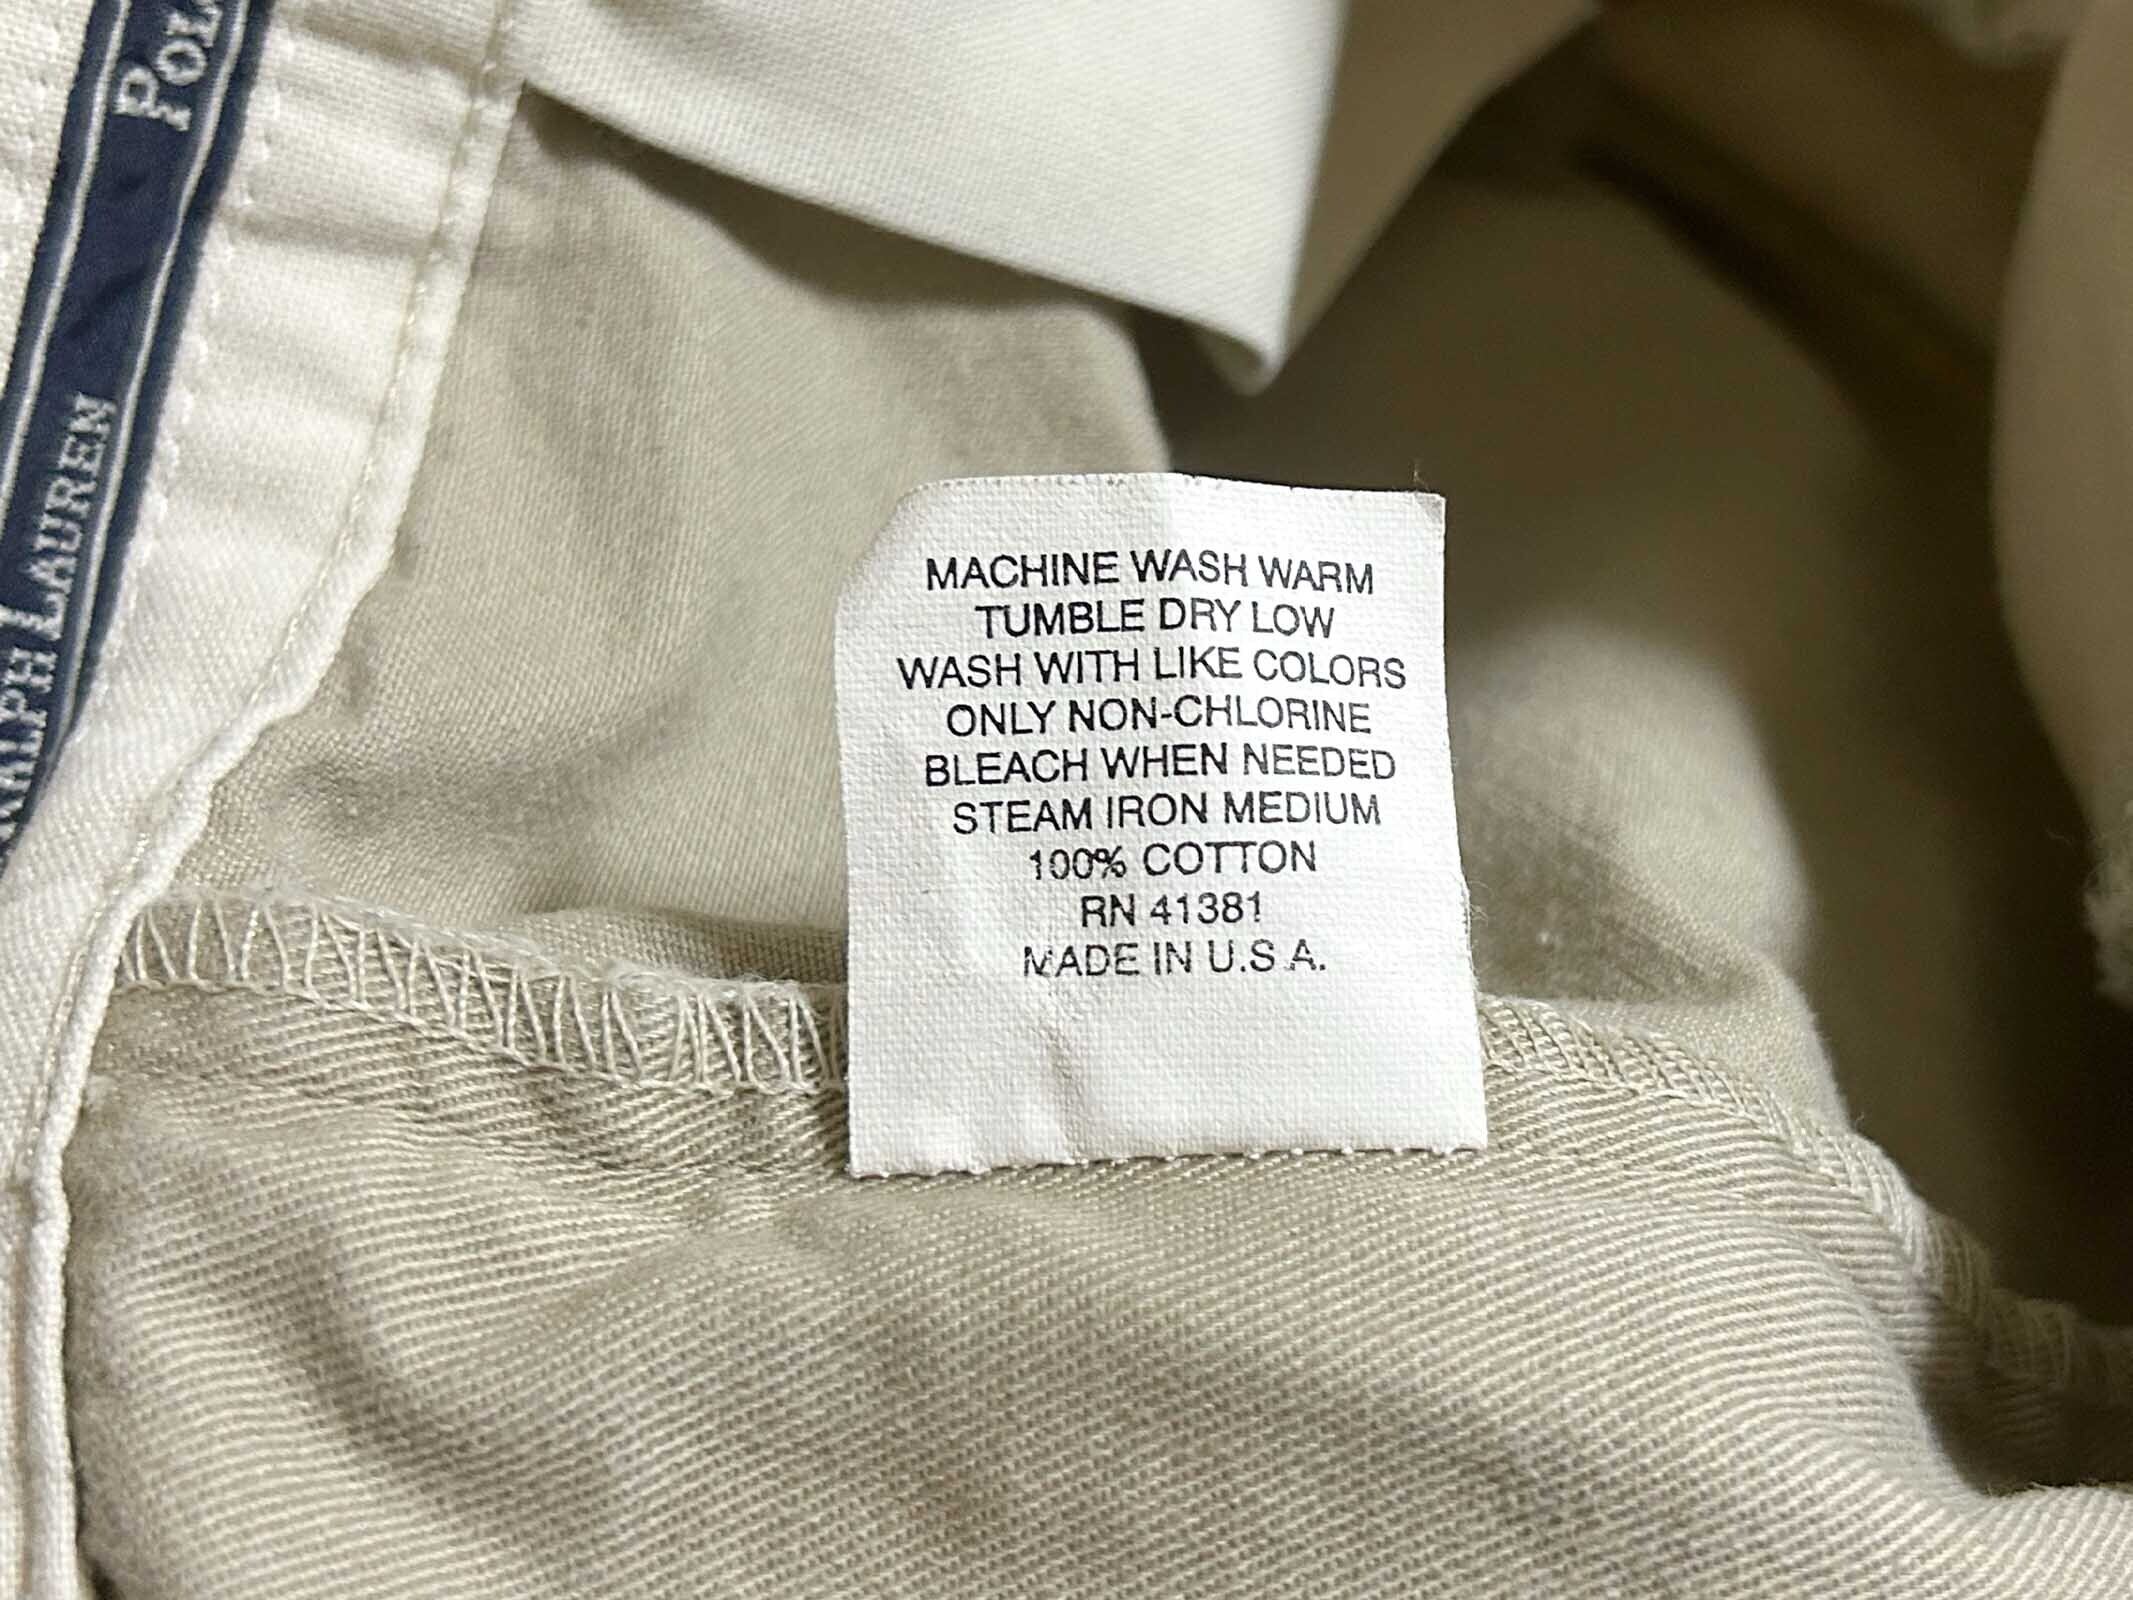 POL
RALPH LAUREN
MACHINE WASH WARM
TUMBLE DRY LOW
WASH WITH LIKE COLORS
ONLY NON-CHLORINE
BLEACH WHEN NEEDED
STEAM IRON MEDIUM
100% COTTON
RN 41381
MADE IN U.S.A.